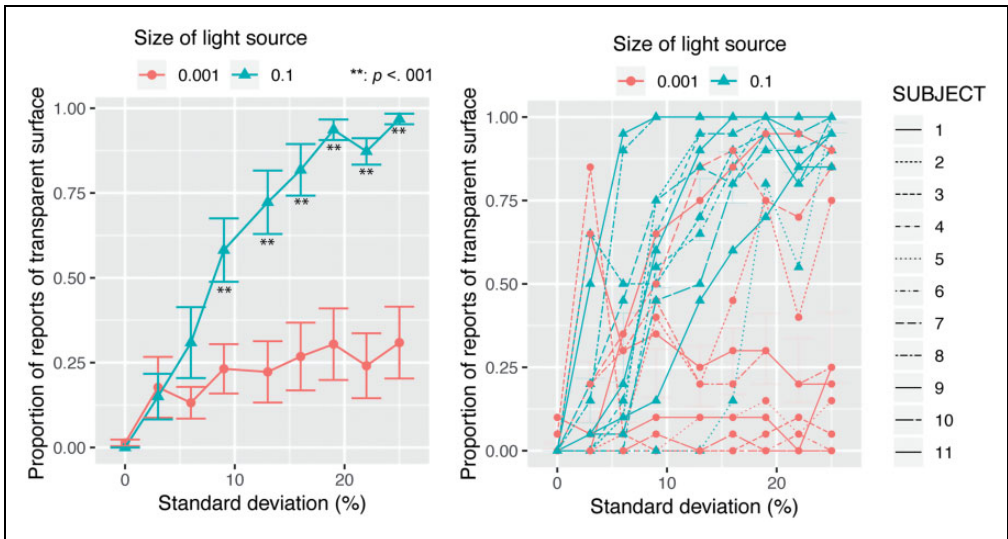 Size of light source
0.001 0.1 **: p <. 001
Proportion of reports of transparent surface
1.00
0.75
0.50
0.25
0.00
**
**
**
**
**
**
**
0 10 20
Standard deviation (%)
Size of light source
0.001 0.1
Proportion of reports of transparent surface
1.00
0.75
0.50
0.25
0.00
0 10 20
Standard deviation (%)
SUBJECT
1
2
3
4
5
6
7
8
9
10
11